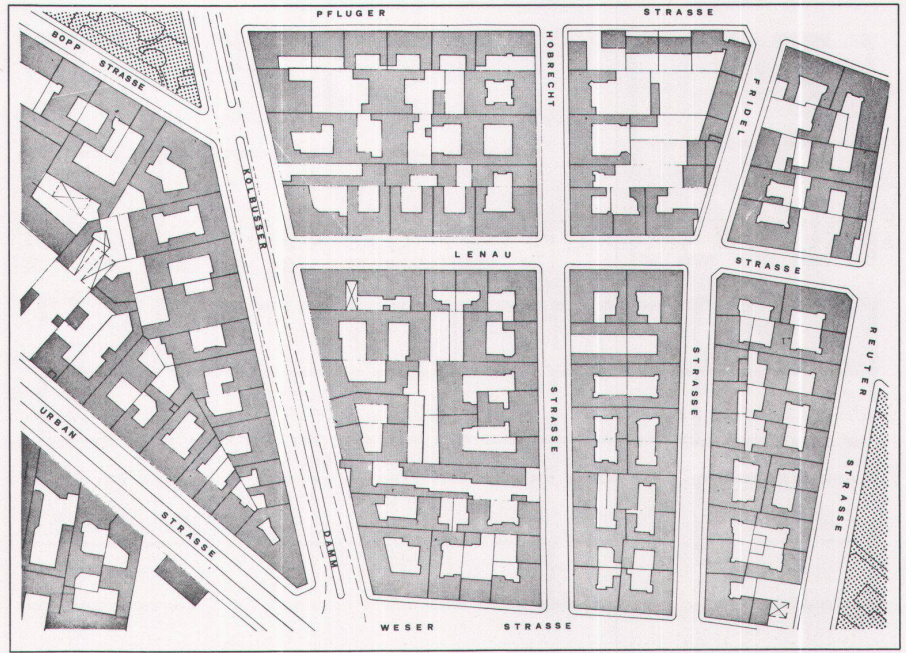 PFLUGER STRASSE
BOPP STRASSE
HOBRECHT STRASSE
FRIDEL STRASSE
KOLBUSSER DAMM
LENAU STRASSE
REUTER STRASSE
URBAN STRASSE
WESER STRASSE